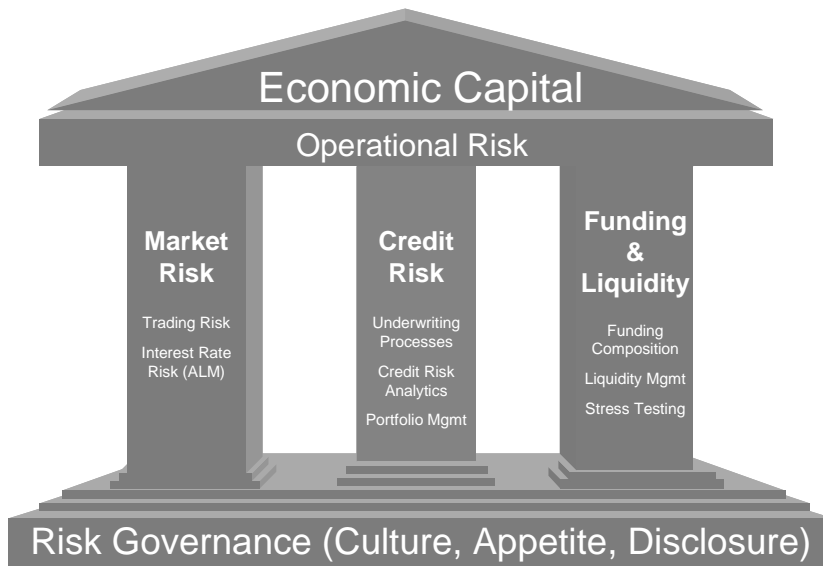 Economic Capital
Operational Risk
Market
Risk
Trading Risk
Interest Rate
Risk (ALM)
Credit
Risk
Underwriting
Processes
Credit Risk
Analytics
Portfolio Mgmt
Funding
&
Liquidity
Funding
Composition
Liquidity Mgmt
Stress Testing
Risk Governance (Culture, Appetite, Disclosure)